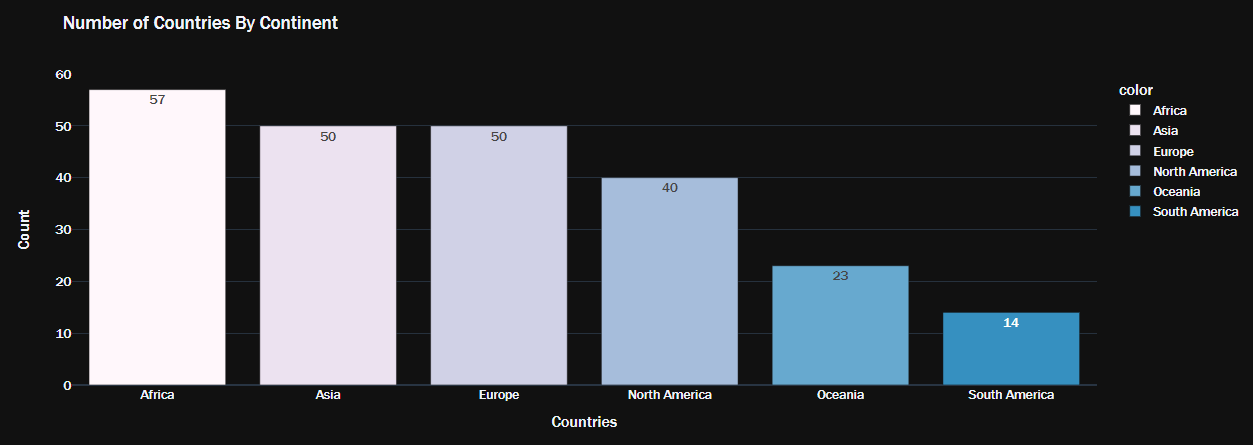 Number of Countries By Continent
60
50
40
30
20
10
0
Count
57
50
50
40
23
14
Africa
Asia
Europe
North America
Oceania
South America
Countries
color
Africa
Asia
Europe
North America
Oceania
South America